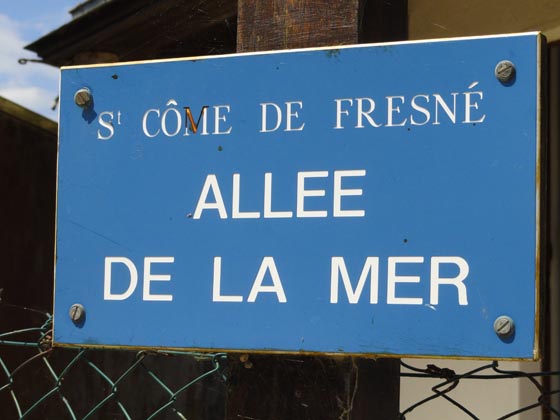 St CÔME DE FRESNÉ
ALLEE
DE LA MER